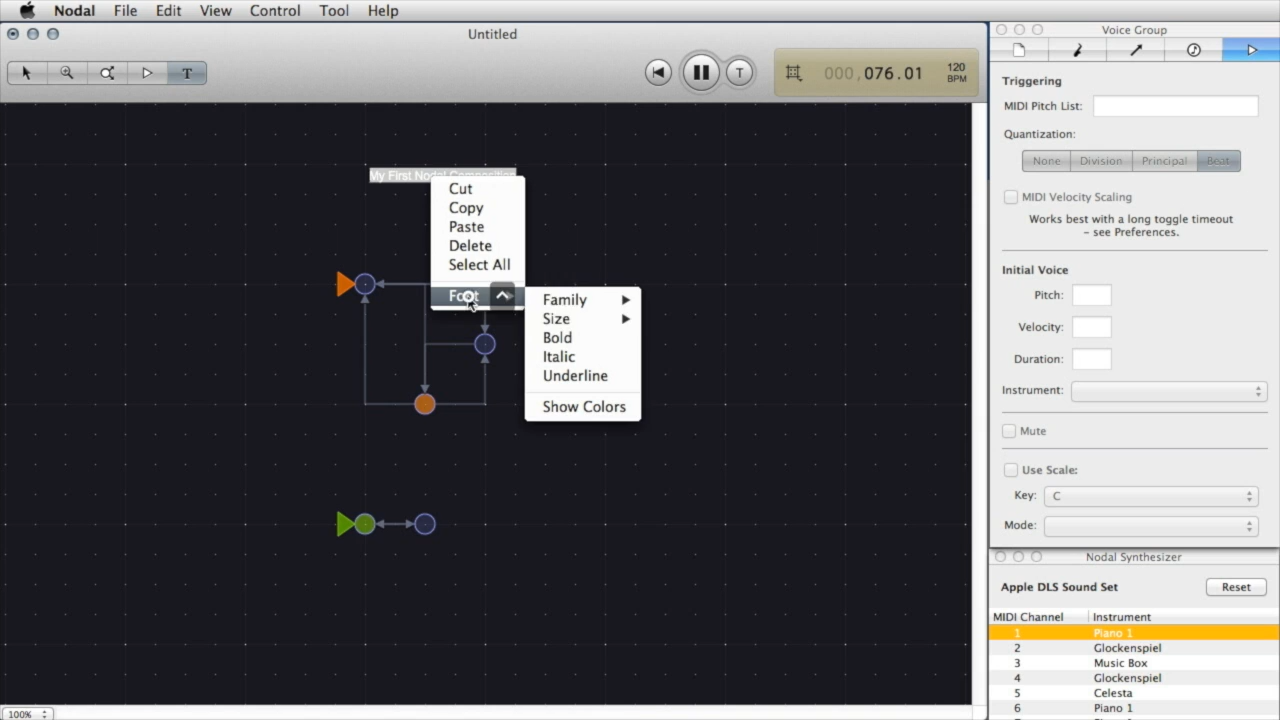 Nodal File Edit View Control Tool Help
Untitled
T
T
000,076.01
120
BPM
My First Nodal Composition
Cut
Copy
Paste
Delete
Select All
Font
Family
Size
Bold
Italic
Underline
Show Colors
100%
Voice Group
Triggering
MIDI Pitch List:
Quantization:
None Division Principal Beat
MIDI Velocity Scaling
Works best with a long toggle timeout
– see Preferences.
Initial Voice
Pitch:
Velocity:
Duration:
Instrument:
Mute
Use Scale:
Key: C
Mode:
Nodal Synthesizer
Apple DLS Sound Set Reset
MIDI Channel Instrument
1 Piano 1
2 Glockenspiel
3 Music Box
4 Glockenspiel
5 Celesta
6 Piano 1